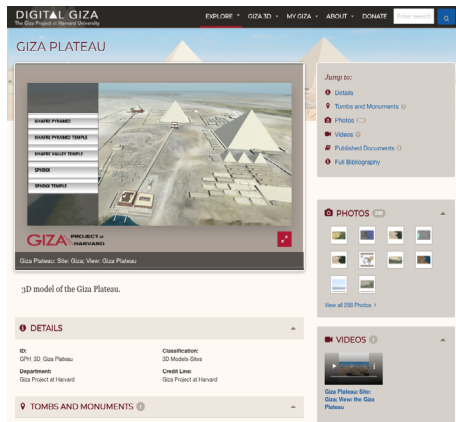 DIGITAL GIZA
The Giza Project at Harvard University
EXPLORE GIZA 3D MY GIZA ABOUT DONATE Enter search
GIZA PLATEAU
KHAFRE PYRAMID
KHAFRE PYRAMID TEMPLE
KHAFRE VALLEY TEMPLE
SPHINX
SPHINX TEMPLE
GIZA PROJECT at HARVARD
Giza Plateau: Site: Giza; View: Giza Plateau
3D model of the Giza Plateau.
DETAILS
ID:
GPH_3D_Giza Plateau
Classification:
3D Models-Sites
Department:
Giza Project at Harvard
Credit Line:
Giza Project at Harvard
TOMBS AND MONUMENTS
Jump to:
Details
Tombs and Monuments
Photos
Videos
Published Documents
Full Bibliography
PHOTOS
View all 298 Photos >
VIDEOS
Giza Plateau: Site:
Giza; View: the Giza
Plateau